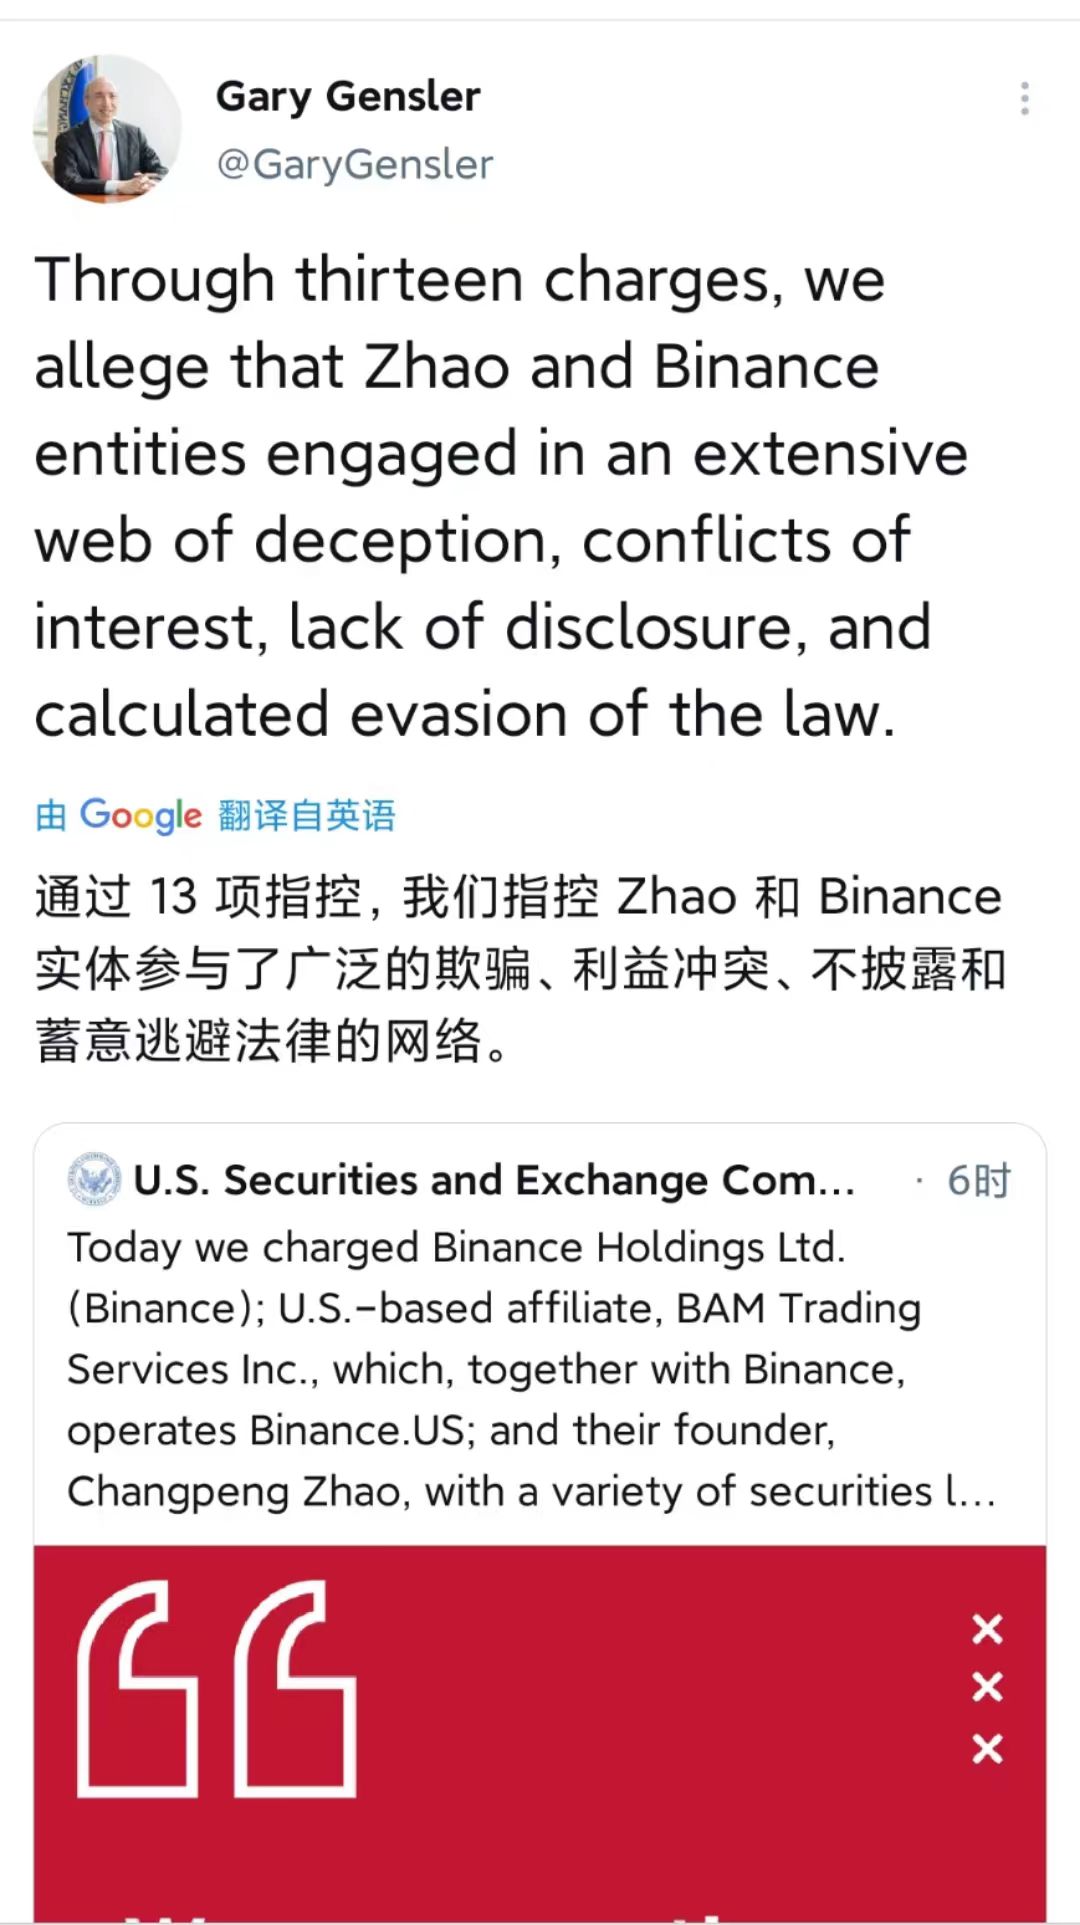 Gary Gensler
@GaryGensler
Through thirteen charges, we
allege that Zhao and Binance
entities engaged in an extensive
web of deception, conflicts of
interest, lack of disclosure, and
calculated evasion of the law.
由 Google 翻译自英语
通过 13 项指控，我们指控 Zhao 和 Binance
实体参与了广泛的欺骗、利益冲突、不披露和
蓄意逃避法律的网络。
U.S. Securities and Exchange Com... · 6时
Today we charged Binance Holdings Ltd.
(Binance); U.S.-based affiliate, BAM Trading
Services Inc., which, together with Binance,
operates Binance.US; and their founder,
Changpeng Zhao, with a variety of securities l...